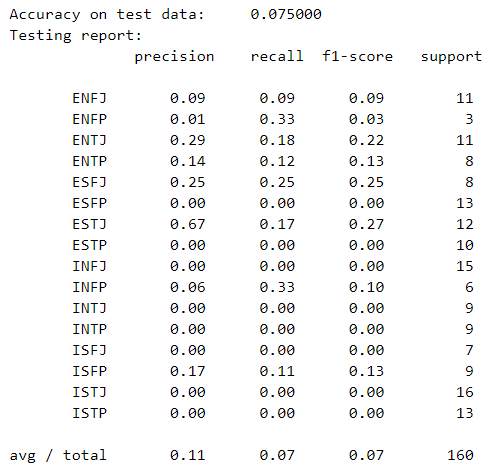 Accuracy on test data: 0.075000
Testing report:
precision recall f1-score support
ENFJ 0.09 0.09 0.09 11
ENFP 0.01 0.33 0.03 3
ENTJ 0.29 0.18 0.22 11
ENTP 0.14 0.12 0.13 8
ESFJ 0.25 0.25 0.25 8
ESFP 0.00 0.00 0.00 13
ESTJ 0.67 0.17 0.27 12
ESTP 0.00 0.00 0.00 10
INFJ 0.00 0.00 0.00 15
INFP 0.06 0.33 0.10 6
INTJ 0.00 0.00 0.00 9
INTP 0.00 0.00 0.00 9
ISFJ 0.00 0.00 0.00 7
ISFP 0.17 0.11 0.13 9
ISTJ 0.00 0.00 0.00 16
ISTP 0.00 0.00 0.00 13
avg / total 0.11 0.07 0.07 160